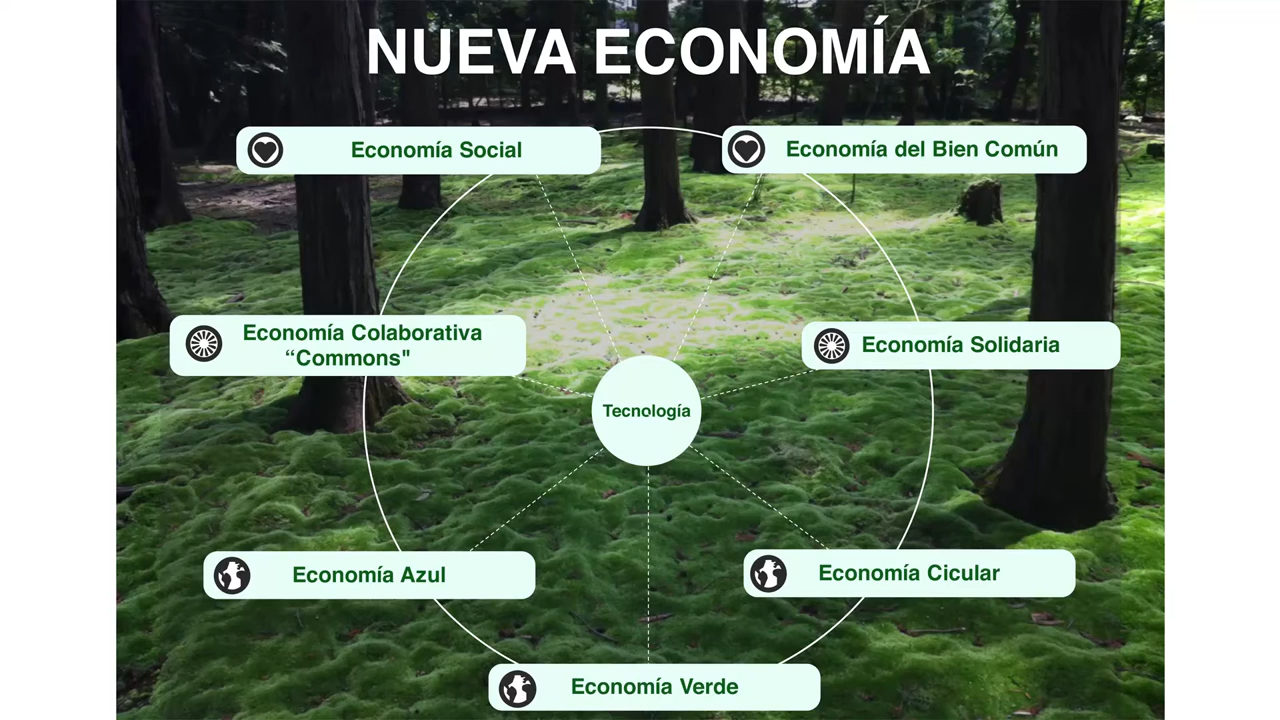 NUEVA ECONOMÍA
Economía Social
Economía del Bien Común
Economía Colaborativa
“Commons"
Economía Solidaria
Tecnología
Economía Azul
Economía Cicular
Economía Verde